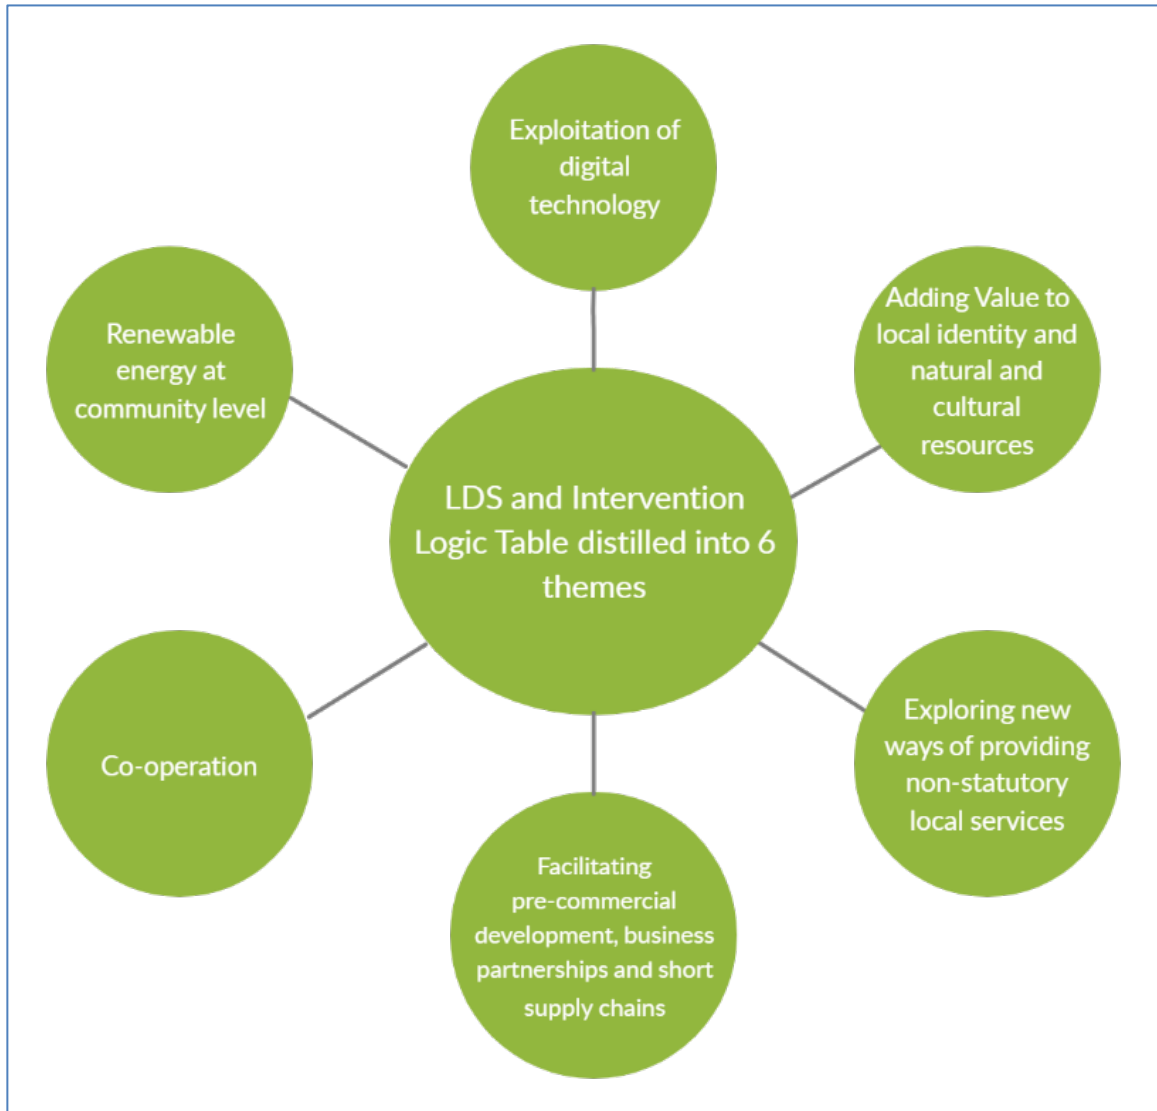 Exploitation of
digital
technology
Adding Value to
local identity and
natural and
cultural
resources
Renewable
energy at
community level
LDS and Intervention
Logic Table distilled into 6
themes
Exploring new
ways of providing
non-statutory
local services
Co-operation
Facilitating
pre-commercial
development, business
partnerships and short
supply chains